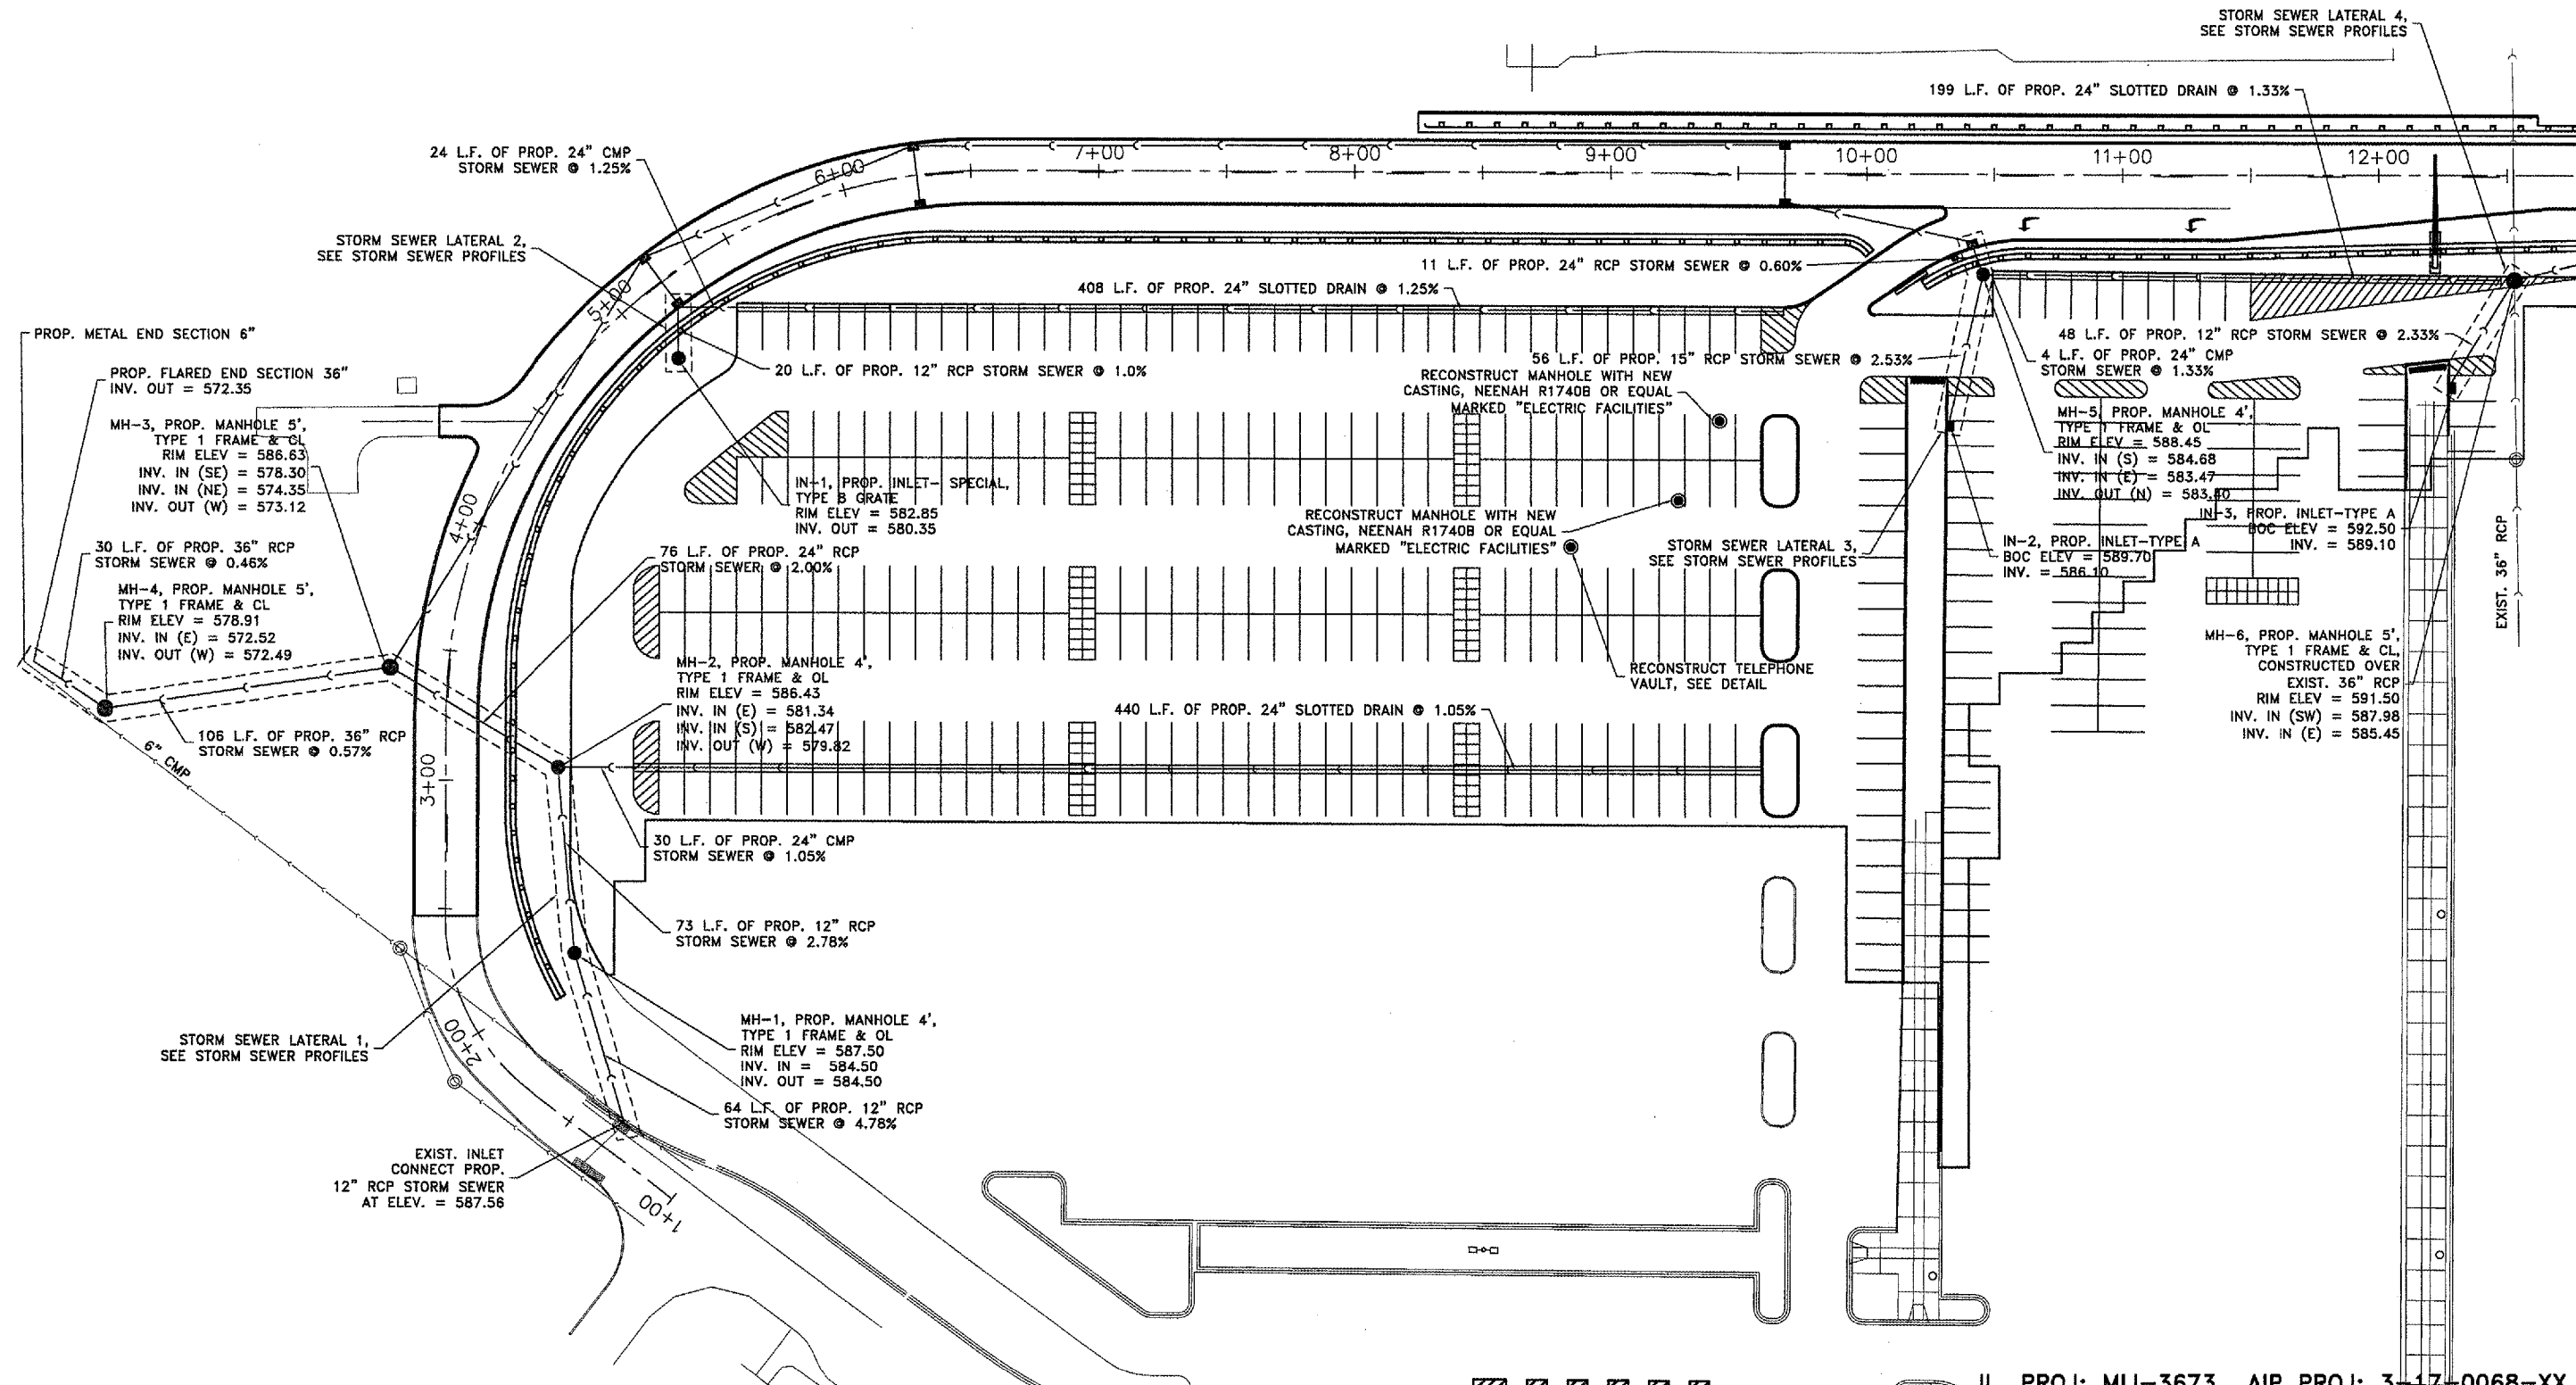 STORM SEWER LATERAL 4,
SEE STORM SEWER PROFILES
199 L.F. OF PROP. 24" SLOTTED DRAIN @ 1.33%
24 L.F. OF PROP. 24" CMP
STORM SEWER @ 1.25%
6+00
7+00
8+00
9+00
10+00
11+00
12+00
STORM SEWER LATERAL 2,
SEE STORM SEWER PROFILES
5+00
11 L.F. OF PROP. 24" RCP STORM SEWER @ 0.60%
408 L.F. OF PROP. 24" SLOTTED DRAIN @ 1.25%
PROP. METAL END SECTION 6"
PROP. FLARED END SECTION 36"
INV. OUT = 572.35
20 L.F. OF PROP. 12" RCP STORM SEWER @ 1.0%
56 L.F. OF PROP. 15" RCP STORM SEWER @ 2.53%
48 L.F. OF PROP. 12" RCP STORM SEWER @ 2.33%
4 L.F. OF PROP. 24" CMP
STORM SEWER @ 1.33%
RECONSTRUCT MANHOLE WITH NEW
CASTING, NEENAH R1740B OR EQUAL
MARKED "ELECTRIC FACILITIES"
MH-3, PROP. MANHOLE 5',
TYPE 1 FRAME & CL
RIM ELEV = 586.63
INV. IN (SE) = 578.30
INV. IN (NE) = 574.35
INV. OUT (W) = 573.12
MH-5, PROP. MANHOLE 4',
TYPE 1 FRAME & OL
RIM ELEV = 588.45
INV. IN (S) = 584.68
INV. IN (E) = 583.47
INV. OUT (N) = 583.40
4+00
IN-1, PROP. INLET- SPECIAL,
TYPE B GRATE
RIM ELEV = 582.85
INV. OUT = 580.35
RECONSTRUCT MANHOLE WITH NEW
CASTING, NEENAH R1740B OR EQUAL
MARKED "ELECTRIC FACILITIES"
IN-3, PROP. INLET-TYPE A
BOC ELEV = 592.50
INV. = 589.10
30 L.F. OF PROP. 36" RCP
STORM SEWER @ 0.46%
76 L.F. OF PROP. 24" RCP
STORM SEWER @ 2.00%
STORM SEWER LATERAL 3,
SEE STORM SEWER PROFILES
IN-2, PROP. INLET-TYPE A
BOC ELEV = 589.70
INV. = 586.10
EXIST. 36" RCP
MH-4, PROP. MANHOLE 5',
TYPE 1 FRAME & CL
RIM ELEV = 578.91
INV. IN (E) = 572.52
INV. OUT (W) = 572.49
MH-6, PROP. MANHOLE 5',
TYPE 1 FRAME & CL,
CONSTRUCTED OVER
EXIST. 36" RCP
RIM ELEV = 591.50
INV. IN (SW) = 587.98
INV. IN (E) = 585.45
MH-2, PROP. MANHOLE 4',
TYPE 1 FRAME & OL
RIM ELEV = 586.43
INV. IN (E) = 581.34
INV. IN (S) = 582.47
INV. OUT (W) = 579.82
RECONSTRUCT TELEPHONE
VAULT, SEE DETAIL
440 L.F. OF PROP. 24" SLOTTED DRAIN @ 1.05%
106 L.F. OF PROP. 36" RCP
STORM SEWER @ 0.57%
6" CMP
3+00
30 L.F. OF PROP. 24" CMP
STORM SEWER @ 1.05%
73 L.F. OF PROP. 12" RCP
STORM SEWER @ 2.78%
STORM SEWER LATERAL 1,
SEE STORM SEWER PROFILES
2+00
MH-1, PROP. MANHOLE 4',
TYPE 1 FRAME & OL
RIM ELEV = 587.50
INV. IN = 584.50
INV. OUT = 584.50
64 L.F. OF PROP. 12" RCP
STORM SEWER @ 4.78%
EXIST. INLET
CONNECT PROP.
12" RCP STORM SEWER
AT ELEV. = 587.56
1+00
IL. PROJ: MLI-3673 AIP PROJ: 3-17-0068-XX